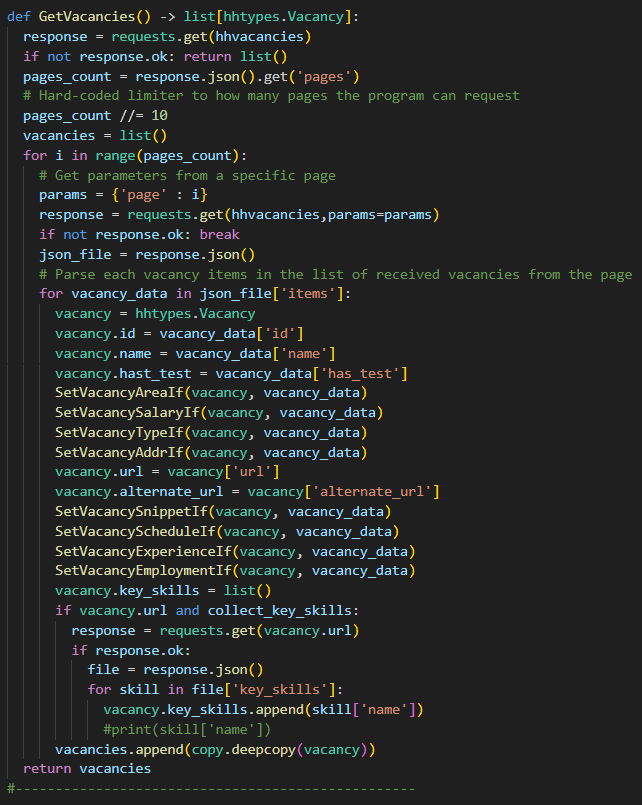 def GetVacancies() -> list[hhtypes.Vacancy]:
  response = requests.get(hhvacancies)
  if not response.ok: return list()
  pages_count = response.json().get('pages')
  # Hard-coded limiter to how many pages the program can request
  pages_count //= 10
  vacancies = list()
  for i in range(pages_count):
    # Get parameters from a specific page
    params = {'page' : i}
    response = requests.get(hhvacancies,params=params)
    if not response.ok: break
    json_file = response.json()
    # Parse each vacancy items in the list of received vacancies from the page
    for vacancy_data in json_file['items']:
      vacancy = hhtypes.Vacancy
      vacancy.id = vacancy_data['id']
      vacancy.name = vacancy_data['name']
      vacancy.hast_test = vacancy_data['has_test']
      SetVacancyAreaIf(vacancy, vacancy_data)
      SetVacancySalaryIf(vacancy, vacancy_data)
      SetVacancyTypeIf(vacancy, vacancy_data)
      SetVacancyAddrIf(vacancy, vacancy_data)
      vacancy.url = vacancy['url']
      vacancy.alternate_url = vacancy['alternate_url']
      SetVacancySnippetIf(vacancy, vacancy_data)
      SetVacancyScheduleIf(vacancy, vacancy_data)
      SetVacancyExperienceIf(vacancy, vacancy_data)
      SetVacancyEmploymentIf(vacancy, vacancy_data)
      vacancy.key_skills = list()
      if vacancy.url and collect_key_skills:
        response = requests.get(vacancy.url)
        if response.ok:
          file = response.json()
          for skill in file['key_skills']:
            vacancy.key_skills.append(skill['name'])
            #print(skill['name'])
      vacancies.append(copy.deepcopy(vacancy))
  return vacancies
#--------------------------------------------------